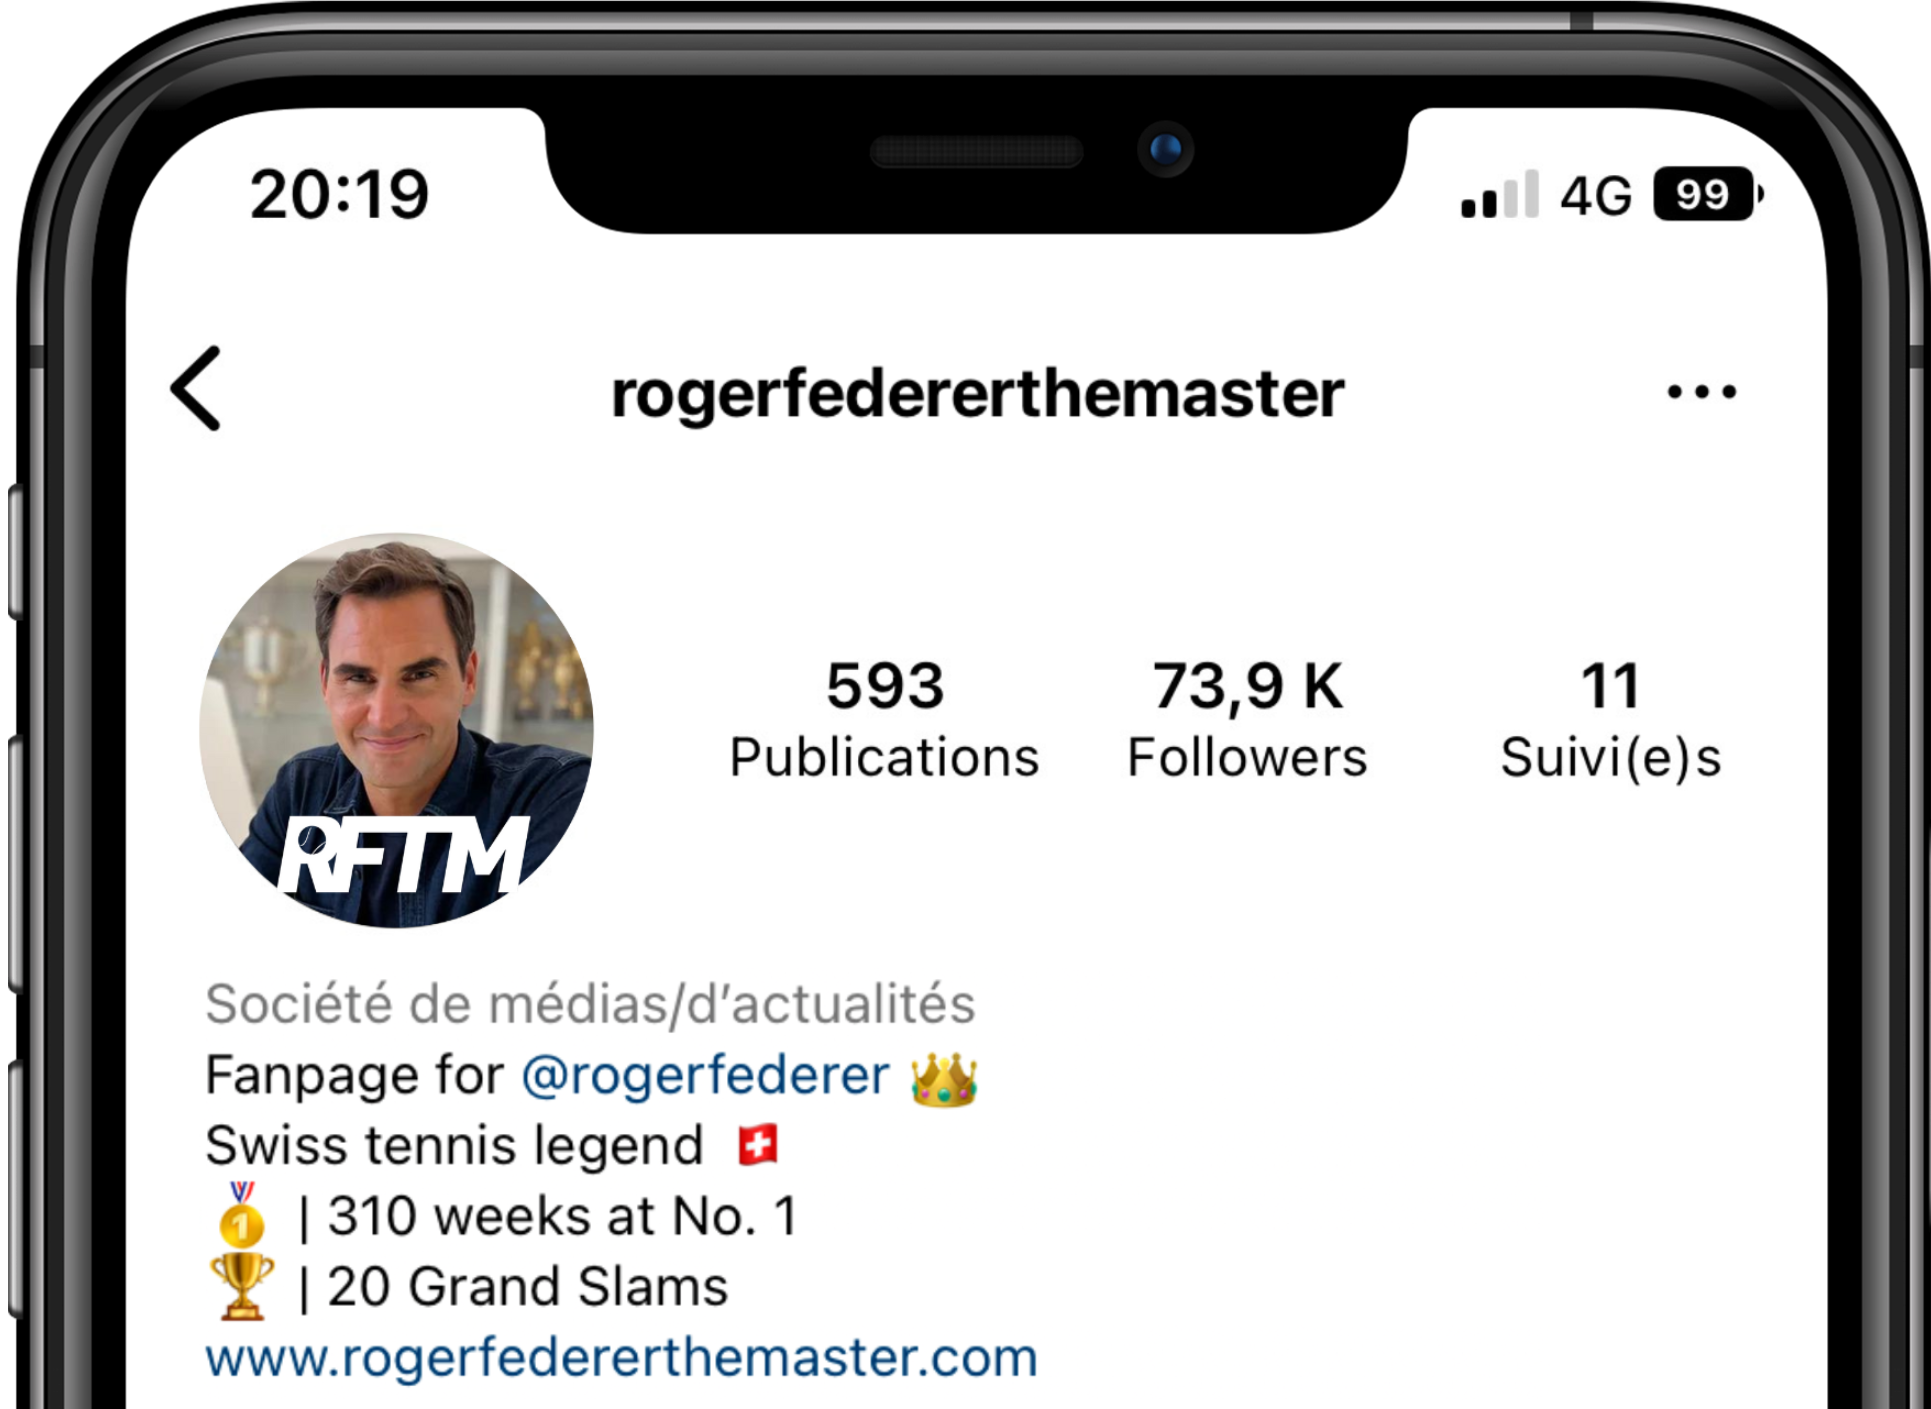 20:19
4G 99
rogerfedererthemaster
593 73,9 K 11
Publications Followers Suivi(e)s
RFTM
Société de médias/d’actualités
Fanpage for @rogerfederer 👑
Swiss tennis legend 🇨🇭
🥇 | 310 weeks at No. 1
🏆 | 20 Grand Slams
www.rogerfedererthemaster.com